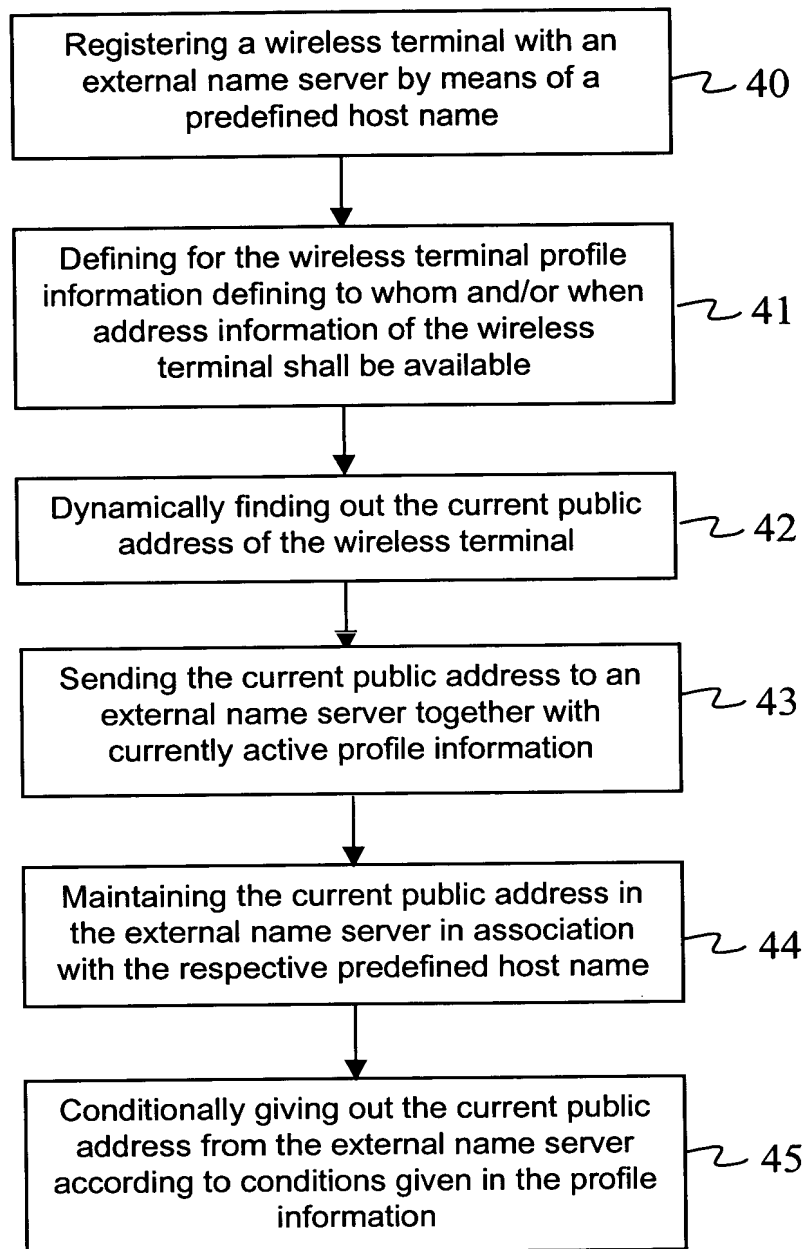 Registering a wireless terminal with an
external name server by means of a
predefined host name
40
Defining for the wireless terminal profile
information defining to whom and/or when
address information of the wireless
terminal shall be available
41
Dynamically finding out the current public
address of the wireless terminal
42
Sending the current public address to an
external name server together with
currently active profile information
43
Maintaining the current public address in
the external name server in association
with the respective predefined host name
44
Conditionally giving out the current public
address from the external name server
according to conditions given in the profile
information
45